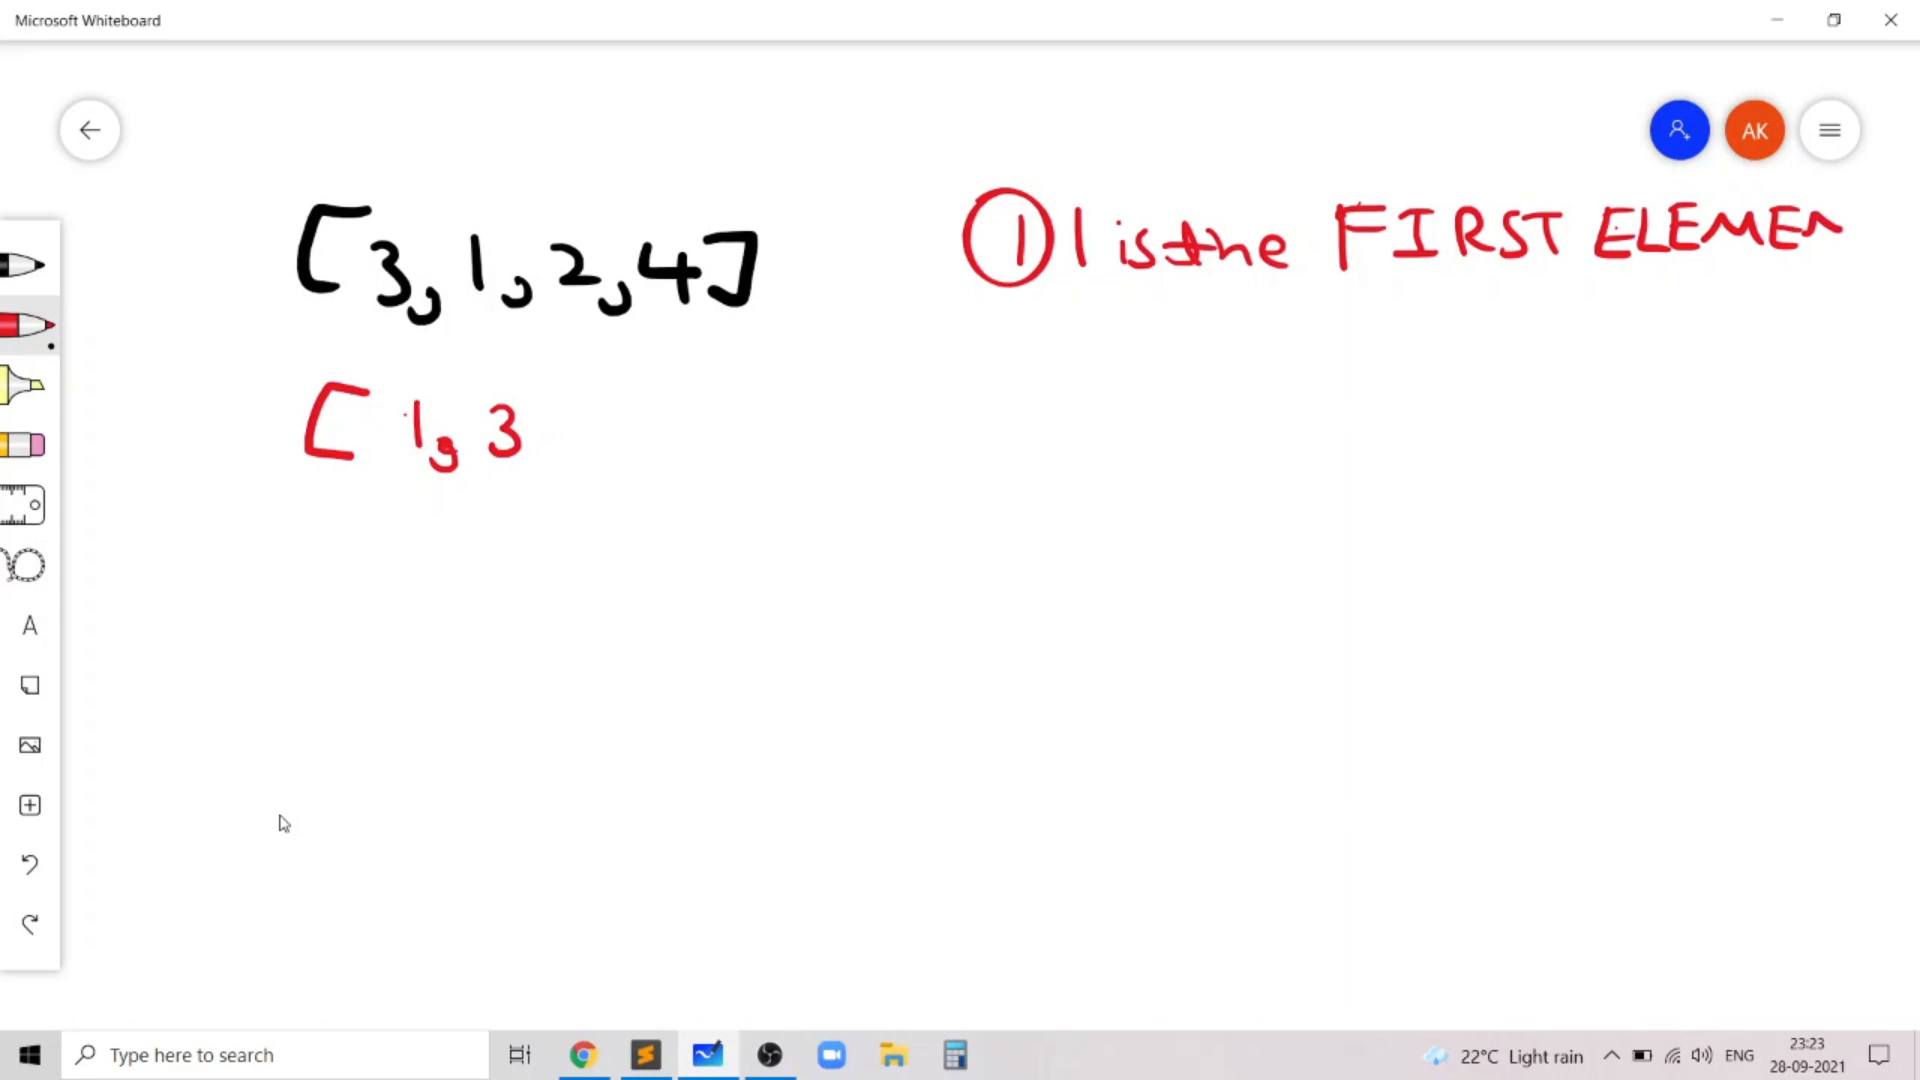 Microsoft Whiteboard
AK
[3, 1, 2, 4]
① 1 is the FIRST ELEMEN
[ 1, 3
A
Type here to search
22°C Light rain
ENG
23:23
28-09-2021